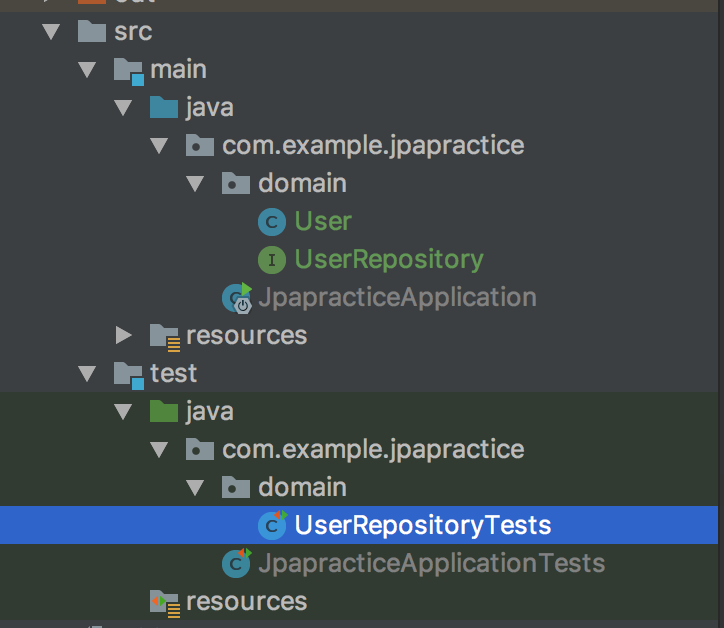 out
src
main
java
com.example.jpapractice
domain
C User
I UserRepository
C JpapracticeApplication
resources
test
java
com.example.jpapractice
domain
C UserRepositoryTests
C JpapracticeApplicationTests
resources